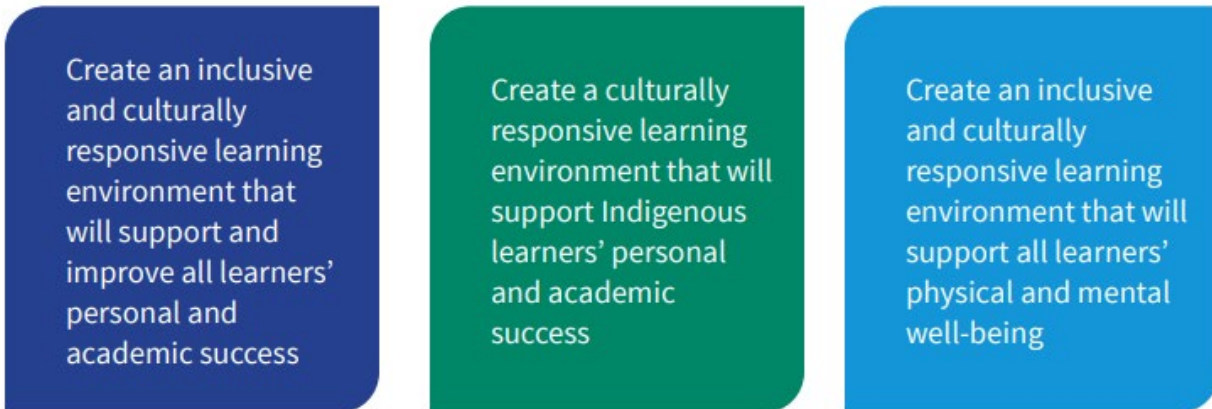 Create an inclusive
and culturally
responsive learning
environment that
will support and
improve all learners’
personal and
academic success
Create a culturally
responsive learning
environment that will
support Indigenous
learners’ personal
and academic
success
Create an inclusive
and culturally
responsive learning
environment that will
support all learners’
physical and mental
well-being